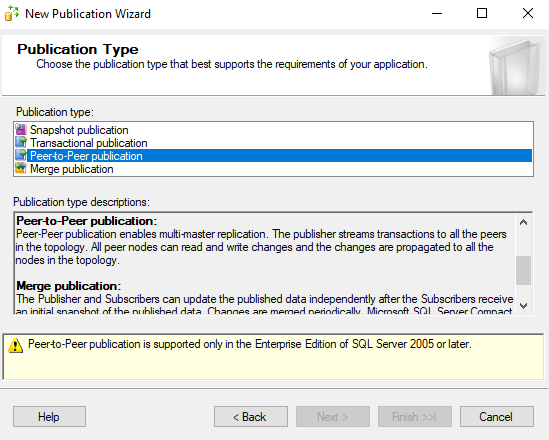 New Publication Wizard
Publication Type
Choose the publication type that best supports the requirements of your application.
Publication type:
Snapshot publication
Transactional publication
Peer-to-Peer publication
Merge publication
Publication type descriptions:
Peer-to-Peer publication:
Peer-Peer publication enables multi-master replication. The publisher streams transactions to all the peers
in the topology. All peer nodes can read and write changes and the changes are propagated to all the
nodes in the topology.
Merge publication:
The Publisher and Subscribers can update the published data independently after the Subscribers receive
an initial snapshot of the published data. Changes are merged periodically. Microsoft SQL Server Compact
Peer-to-Peer publication is supported only in the Enterprise Edition of SQL Server 2005 or later.
Help
< Back
Next >
Finish >>|
Cancel